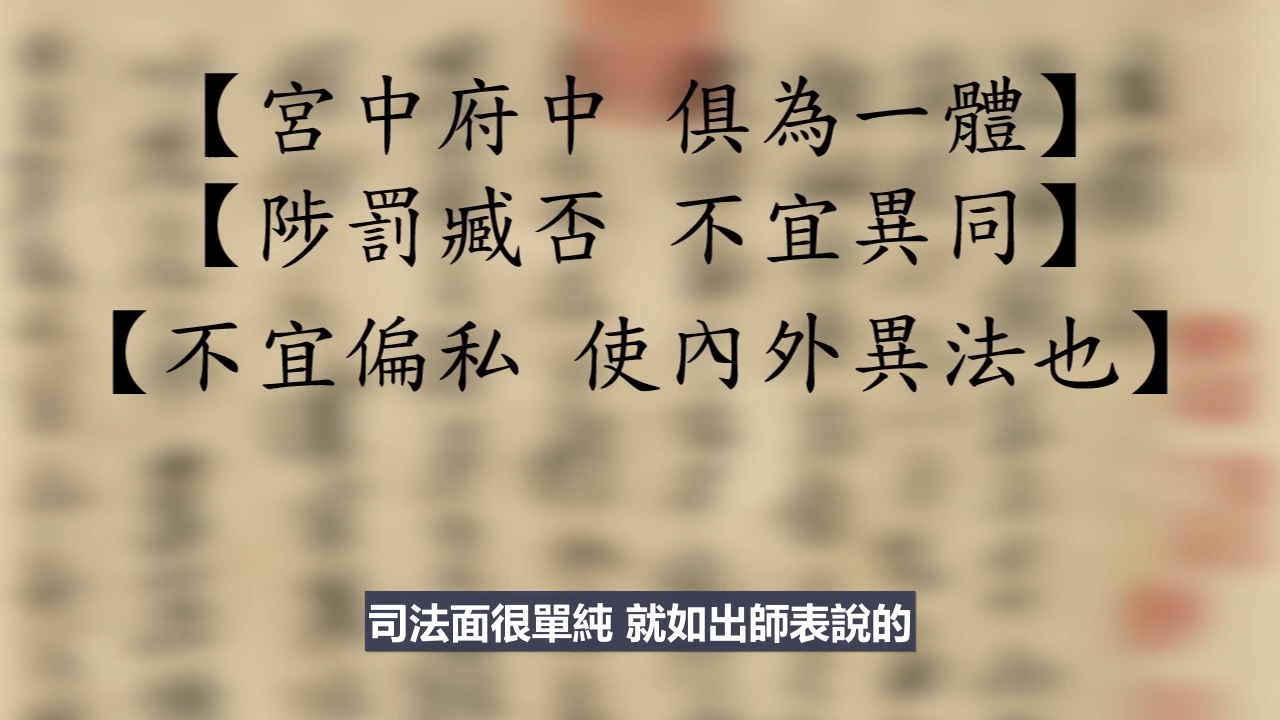 【宮中府中 俱為一體】
【陟罰臧否 不宜異同】
【不宜偏私 使內外異法也】
司法面很單純 就如出師表說的